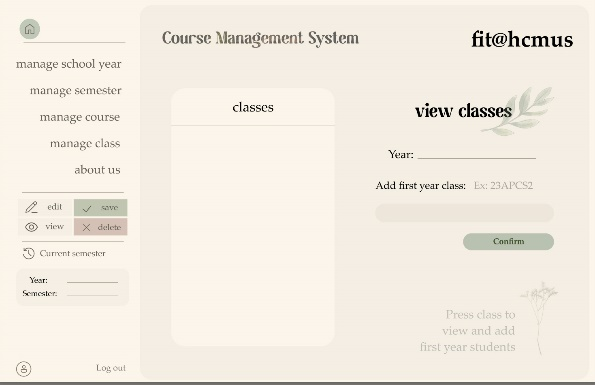 Course Management System
fit@hcmus
manage school year
manage semester
manage course
manage class
about us
edit
save
view
delete
Current semester
Year:
Semester:
Log out
classes
view classes
Year:
Add first year class: Ex: 23APCS2
Confirm
Press class to
view and add
first year students